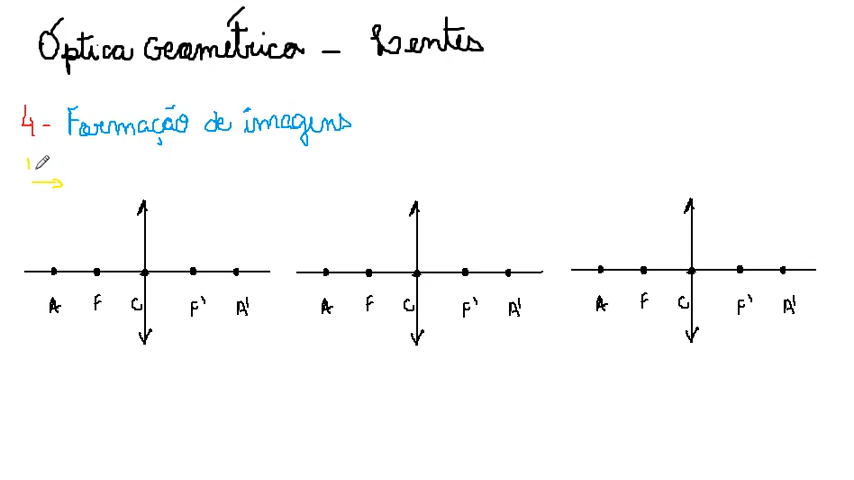 Óptica Geométrica - Lentes
4- Formação de imagens
A F C F' A' A F C F' A' A F C F' A'